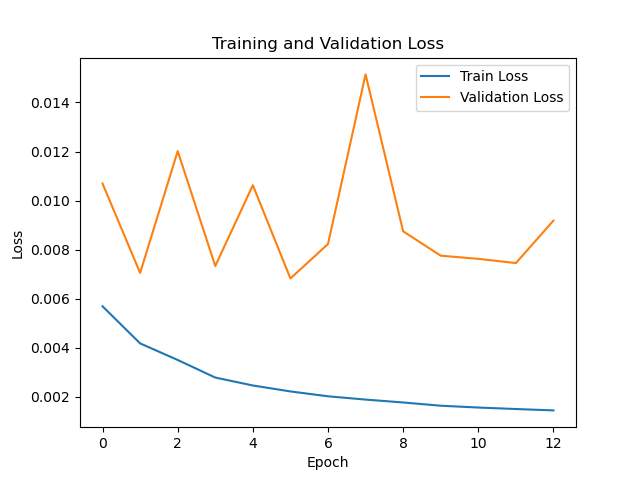 Training and Validation Loss
Train Loss
Validation Loss
0.014
0.012
0.010
0.008
0.006
0.004
0.002
Loss
0 2 4 6 8 10 12
Epoch